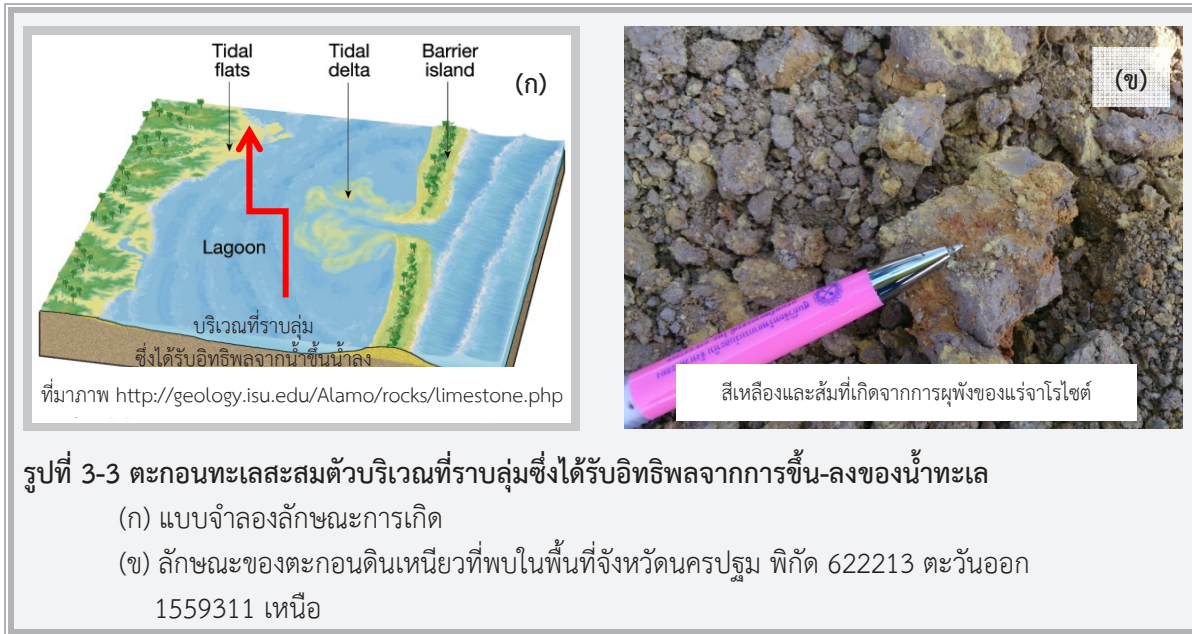 Tidal flats
Tidal delta
Barrier island
(ก)
Lagoon
บริเวณที่ราบลุ่ม
ซึ่งได้รับอิทธิพลจากน้ำขึ้นน้ำลง
ที่มาภาพ http://geology.isu.edu/Alamo/rocks/limestone.php
(ข)
สีเหลืองและส้มที่เกิดจากการผุพังของแร่จาโรไซต์
รูปที่ 3-3 ตะกอนทะเลสะสมตัวบริเวณที่ราบลุ่มซึ่งได้รับอิทธิพลจากการขึ้น-ลงของน้ำทะเล
(ก) แบบจำลองลักษณะการเกิด
(ข) ลักษณะของตะกอนดินเหนียวที่พบในพื้นที่จังหวัดนครปฐม พิกัด 622213 ตะวันออก
1559311 เหนือ